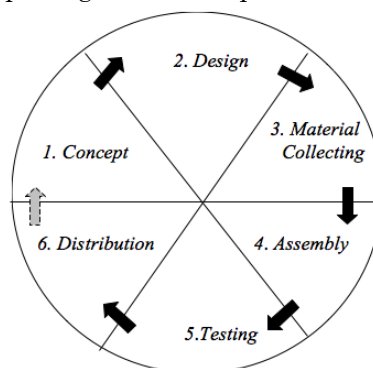 2. Design
3. Material
Collecting
1. Concept
6. Distribution
4. Assembly
5.Testing